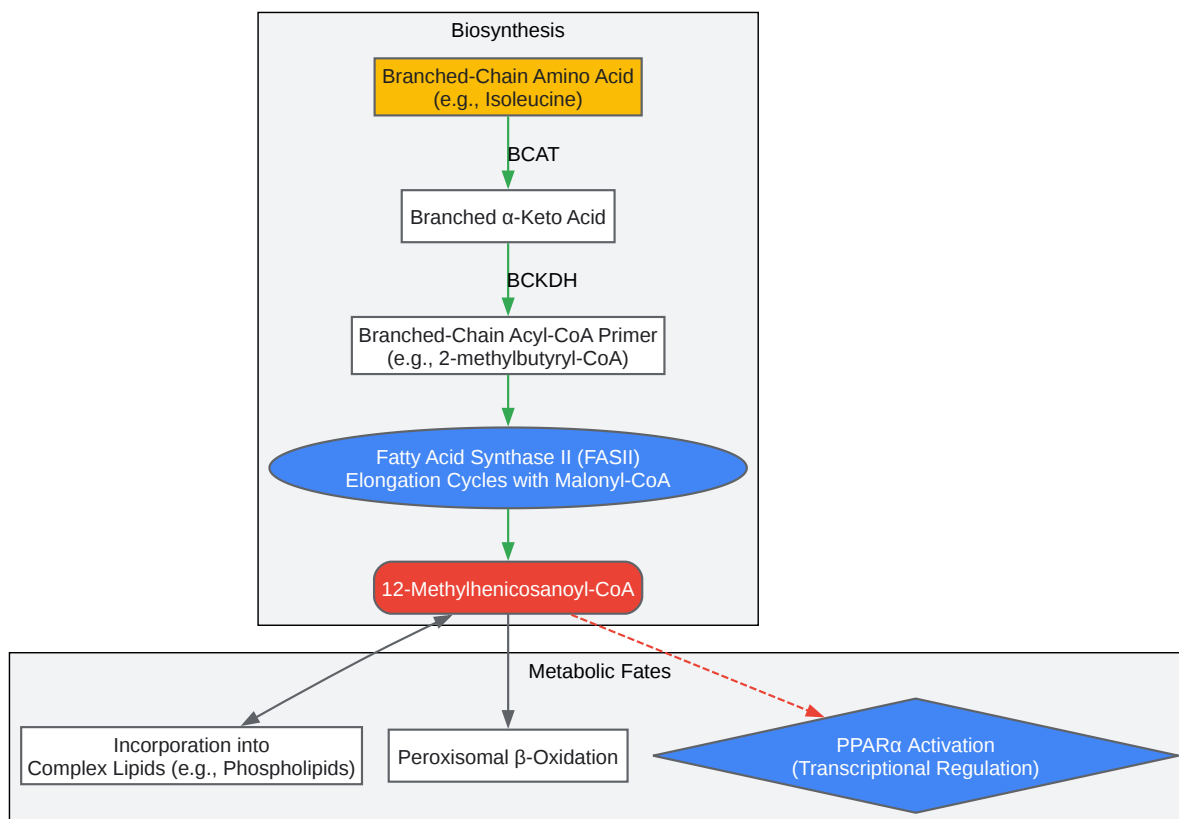 Biosynthesis
Branched-Chain Amino Acid
(e.g., Isoleucine)
BCAT
Branched α-Keto Acid
BCKDH
Branched-Chain Acyl-CoA Primer
(e.g., 2-methylbutyryl-CoA)
Fatty Acid Synthase II (FASII)
Elongation Cycles with Malonyl-CoA
12-Methylhenicosanoyl-CoA
Metabolic Fates
Incorporation into
Complex Lipids (e.g., Phospholipids)
Peroxisomal β-Oxidation
PPARα Activation
(Transcriptional Regulation)